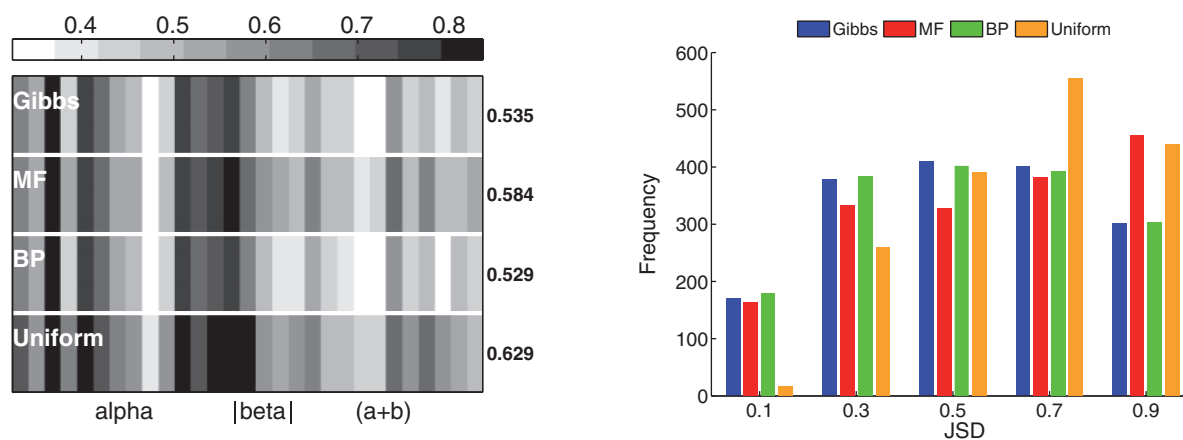 0.4 0.5 0.6 0.7 0.8
Gibbs 0.535
MF 0.584
BP 0.529
Uniform 0.629
alpha |beta| (a+b)
Gibbs MF BP Uniform
600
500
400
300
200
100
0
Frequency
0.1 0.3 0.5 0.7 0.9
JSD